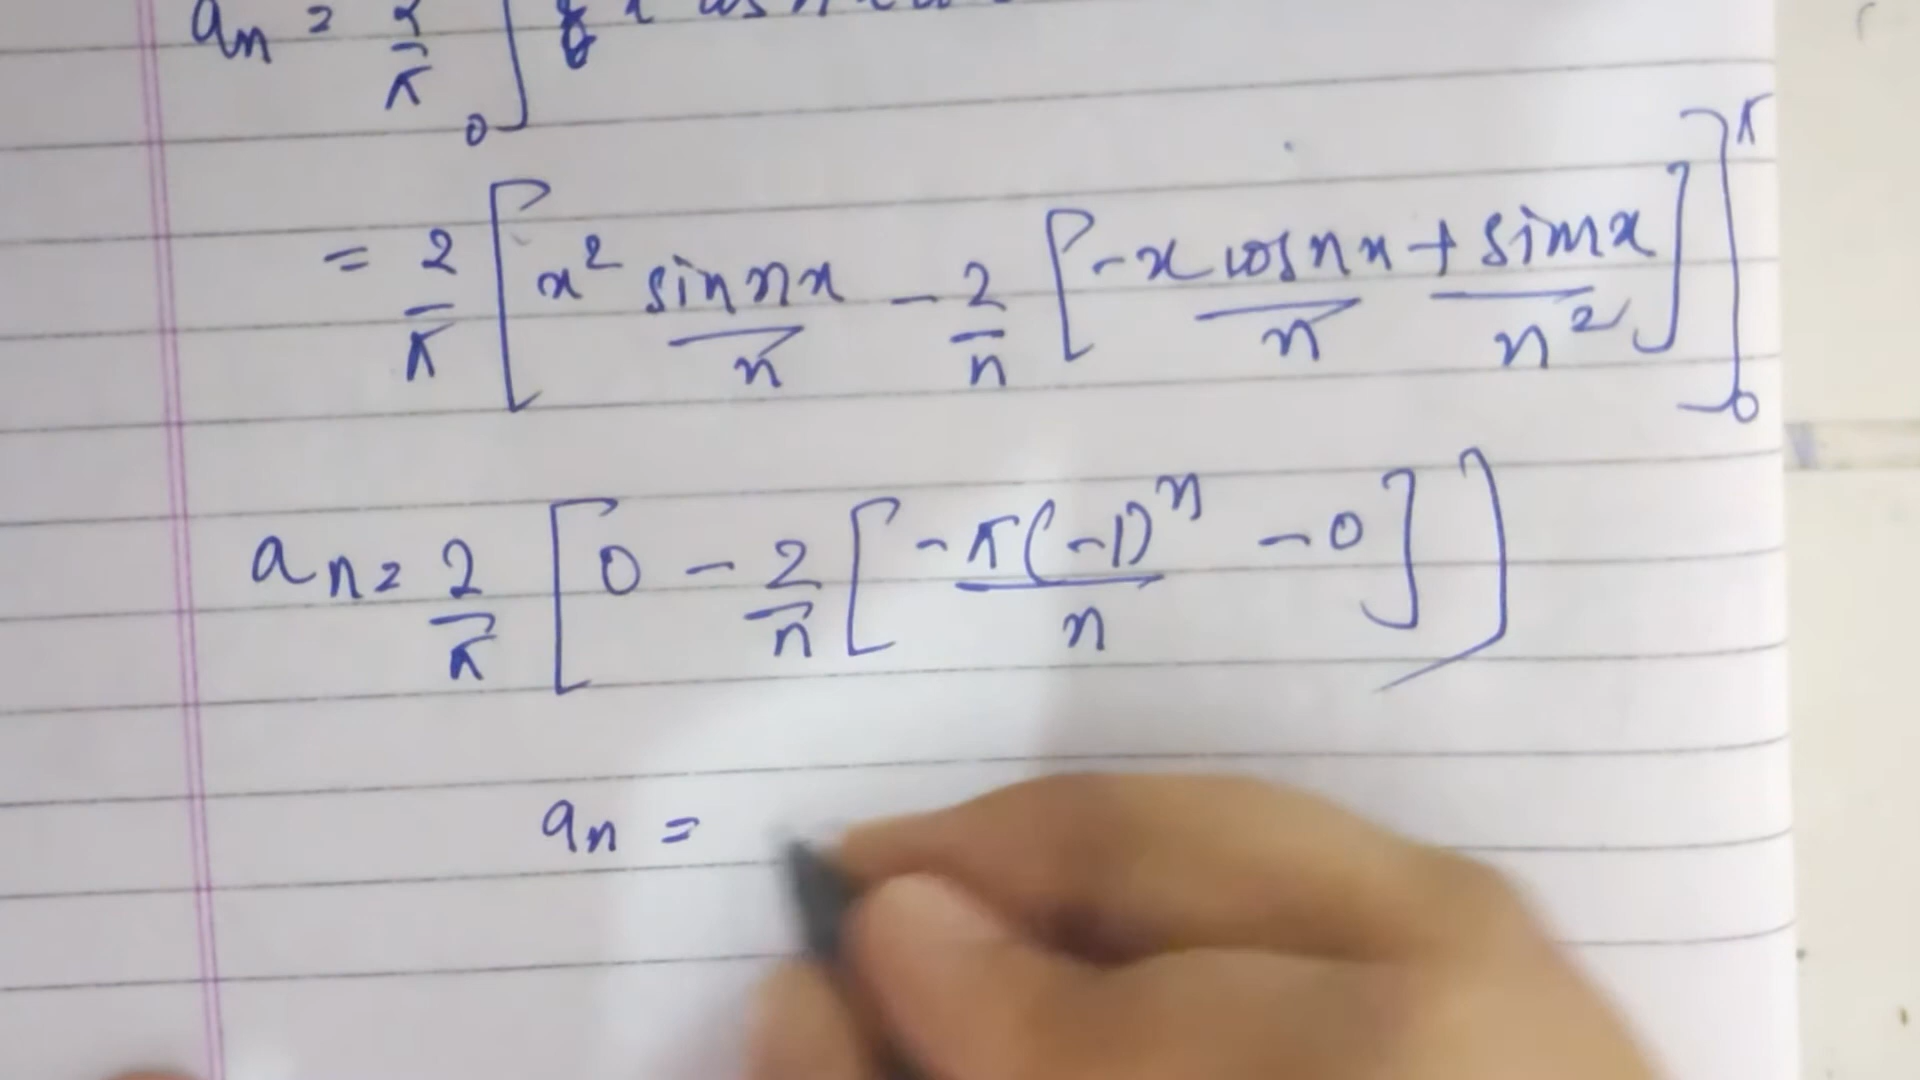 an = 2/π ∫0
= 2/π [x² sin nx/n - 2/n [-x cos nx/n + sin nx/n²]]π0
an = 2/π [0 - 2/n [-π(-1)ⁿ/n - 0]]
an =